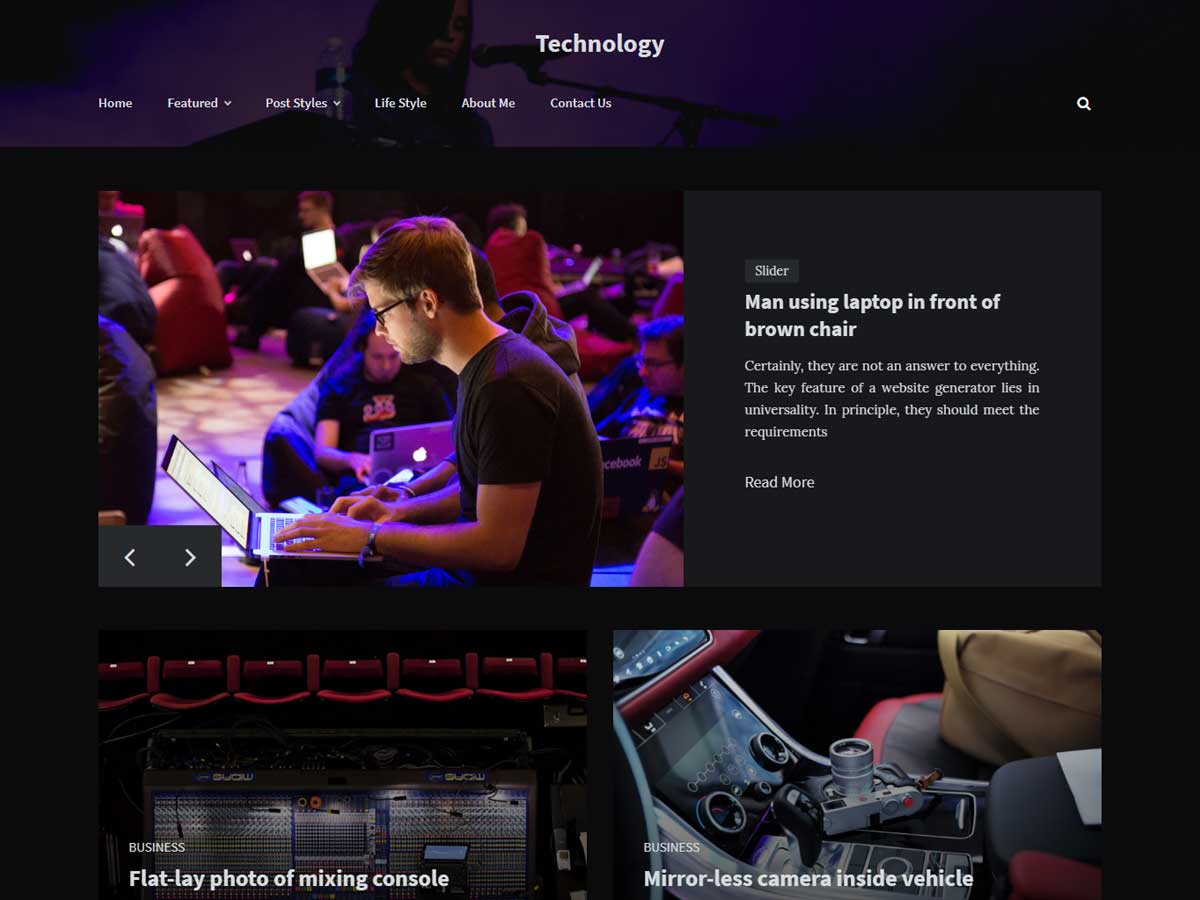 Technology
Home Featured Post Styles Life Style About Me Contact Us
Slider
Man using laptop in front of
brown chair
Certainly, they are not an answer to everything.
The key feature of a website generator lies in
universality. In principle, they should meet the
requirements
Read More
JS
BUSINESS
Flat-lay photo of mixing console
BUSINESS
Mirror-less camera inside vehicle